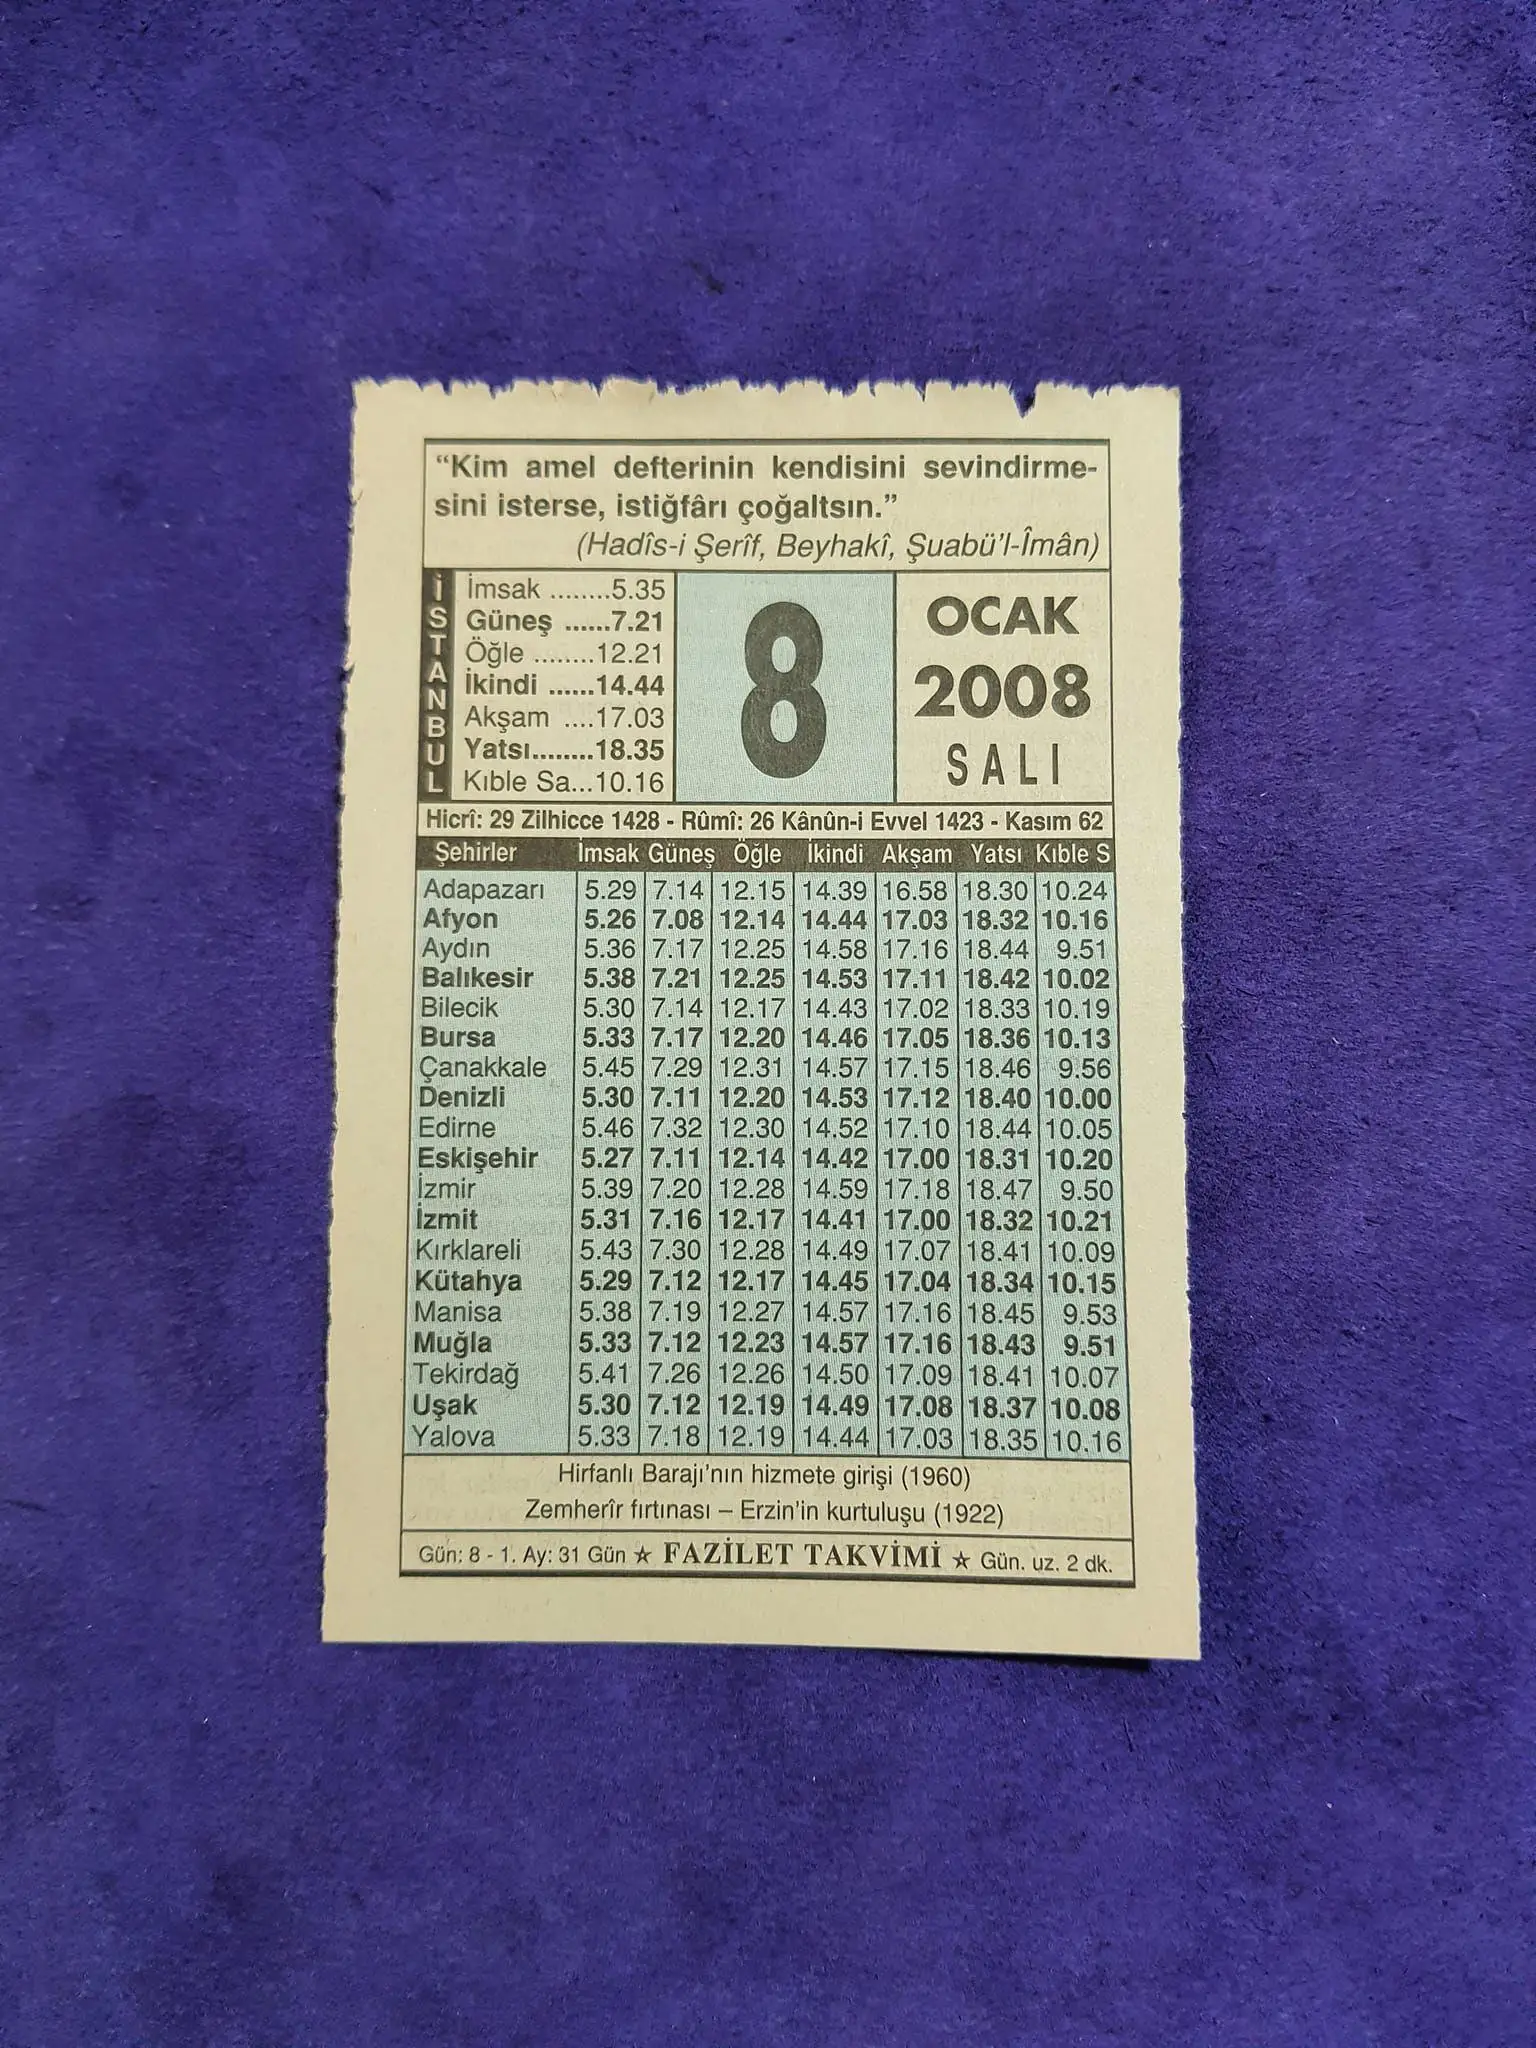 “Kim amel defterinin kendisini sevindirme-
sini isterse, istiğfârı çoğaltsın.”
(Hadîs-i Şerîf, Beyhakî, Şuabü’l-Îmân)
İSTANBUL
İmsak ........5.35
Güneş ......7.21
Öğle ........12.21
İkindi ......14.44
Akşam ....17.03
Yatsı........18.35
Kıble Sa...10.16
8
OCAK
2008
SALI
Hicrî: 29 Zilhicce 1428 - Rûmî: 26 Kânûn-i Evvel 1423 - Kasım 62
Şehirler İmsak Güneş Öğle İkindi Akşam Yatsı Kıble S
Adapazarı 5.29 7.14 12.15 14.39 16.58 18.30 10.24
Afyon 5.26 7.08 12.14 14.44 17.03 18.32 10.16
Aydın 5.36 7.17 12.25 14.58 17.16 18.44 9.51
Balıkesir 5.38 7.21 12.25 14.53 17.11 18.42 10.02
Bilecik 5.30 7.14 12.17 14.43 17.02 18.33 10.19
Bursa 5.33 7.17 12.20 14.46 17.05 18.36 10.13
Çanakkale 5.45 7.29 12.31 14.57 17.15 18.46 9.56
Denizli 5.30 7.11 12.20 14.53 17.12 18.40 10.00
Edirne 5.46 7.32 12.30 14.52 17.10 18.44 10.05
Eskişehir 5.27 7.11 12.14 14.42 17.00 18.31 10.20
İzmir 5.39 7.20 12.28 14.59 17.18 18.47 9.50
İzmit 5.31 7.16 12.17 14.41 17.00 18.32 10.21
Kırklareli 5.43 7.30 12.28 14.49 17.07 18.41 10.09
Kütahya 5.29 7.12 12.17 14.45 17.04 18.34 10.15
Manisa 5.38 7.19 12.27 14.57 17.16 18.45 9.53
Muğla 5.33 7.12 12.23 14.57 17.16 18.43 9.51
Tekirdağ 5.41 7.26 12.26 14.50 17.09 18.41 10.07
Uşak 5.30 7.12 12.19 14.49 17.08 18.37 10.08
Yalova 5.33 7.18 12.19 14.44 17.03 18.35 10.16
Hirfanlı Barajı’nın hizmete girişi (1960)
Zemherîr fırtınası – Erzin’in kurtuluşu (1922)
Gün: 8 - 1. Ay: 31 Gün ☆ FAZİLET TAKVİMİ ☆ Gün. uz. 2 dk.